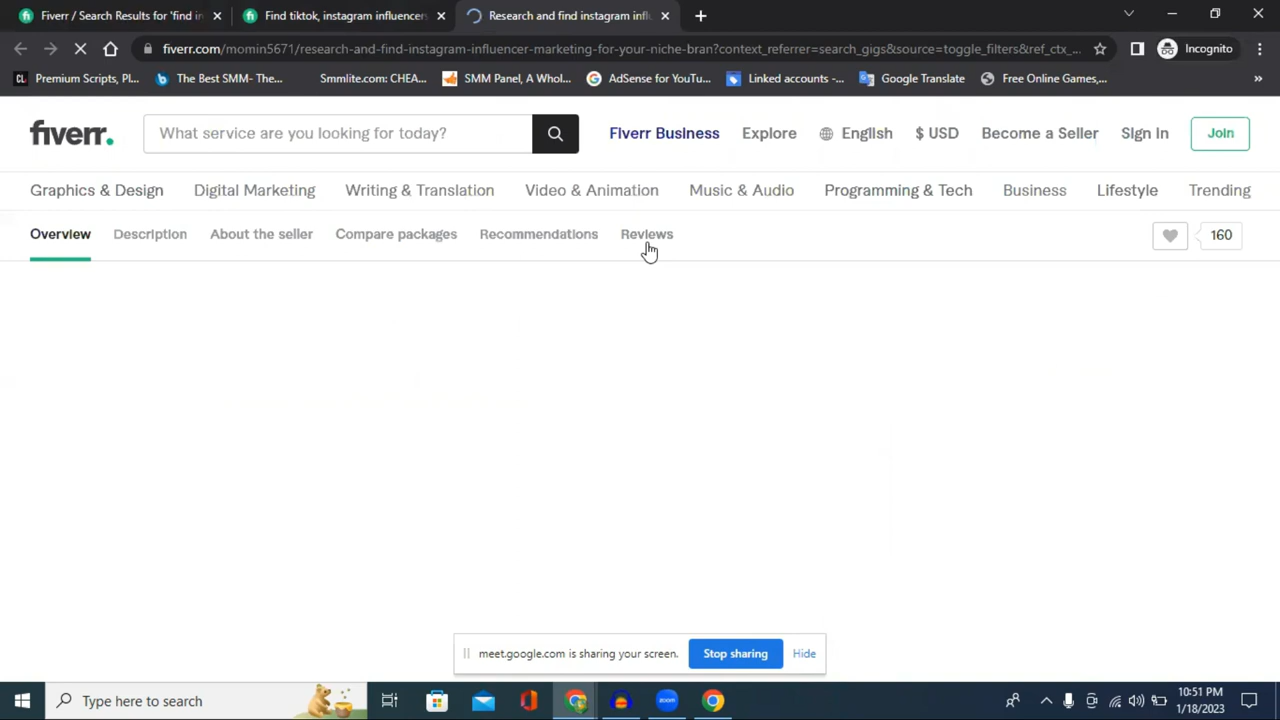 Fiverr / Search Results for 'find in
Find tiktok, instagram influencers
Research and find instagram infl
fiverr.com/momin5671/research-and-find-instagram-influencer-marketing-for-your-niche-bran?context_referrer=search_gigs&source=toggle_filters&ref_ctx_...
Incognito
CL Premium Scripts, Pl...
b The Best SMM- The...
Smmlite.com: CHEA...
SMM Panel, A Whol...
G AdSense for YouTu...
Linked accounts -...
Google Translate
Free Online Games,...
»
fiverr.
What service are you looking for today?
Fiverr Business
Explore
English
$ USD
Become a Seller
Sign In
Join
Graphics & Design
Digital Marketing
Writing & Translation
Video & Animation
Music & Audio
Programming & Tech
Business
Lifestyle
Trending
Overview
Description
About the seller
Compare packages
Recommendations
Reviews
160
meet.google.com is sharing your screen.
Stop sharing
Hide
Type here to search
zoom
10:51 PM
1/18/2023